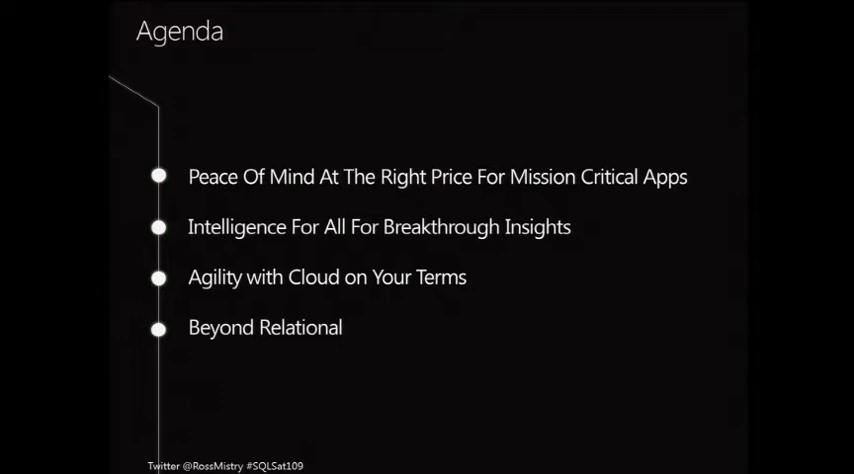 Agenda
Peace Of Mind At The Right Price For Mission Critical Apps
Intelligence For All For Breakthrough Insights
Agility with Cloud on Your Terms
Beyond Relational
Twitter @RossMistry #SQLSat109